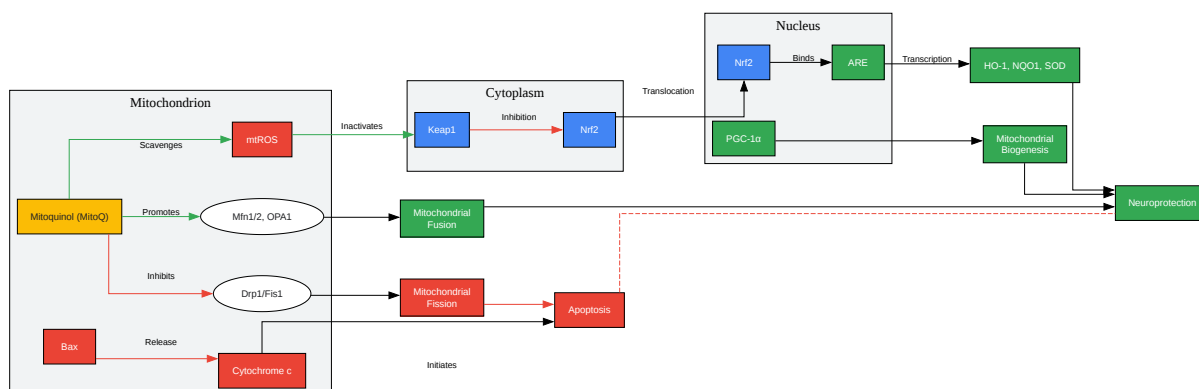 Nucleus
Nrf2
Binds
ARE
Transcription
HO-1, NQO1, SOD
Translocation
Cytoplasm
Mitochondrion
Keap1
Inhibition
Nrf2
mtROS
Inactivates
Scavenges
PGC-1α
Mitochondrial
Biogenesis
Mitoquinol (MitoQ)
Promotes
Mfn1/2, OPA1
Mitochondrial
Fusion
Neuroprotection
Inhibits
Drp1/Fis1
Mitochondrial
Fission
Apoptosis
Bax
Release
Cytochrome c
Initiates